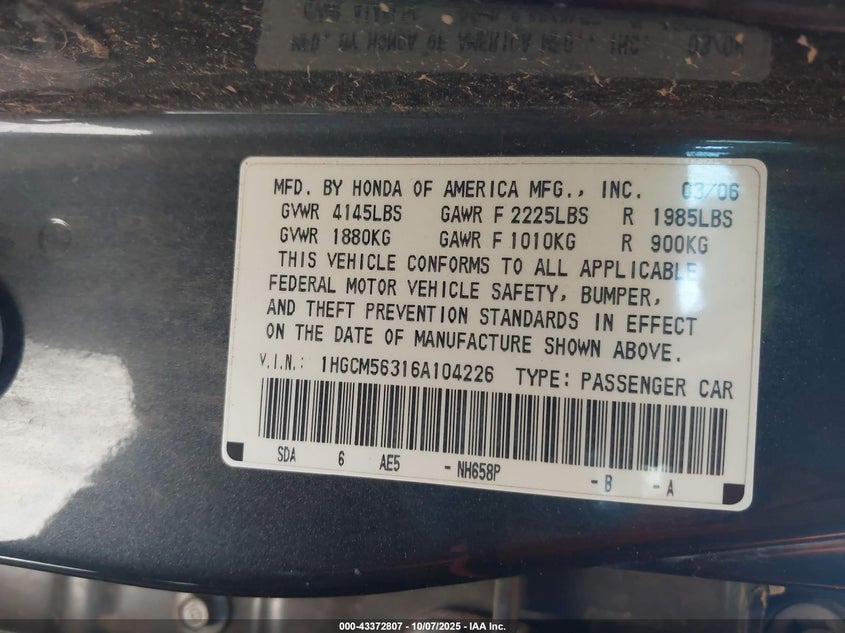 MFD. BY HONDA OF AMERICA MFG., INC. 03/06
GVWR 4145LBS GAWR F 2225LBS R 1985LBS
GVWR 1880KG GAWR F 1010KG R 900KG
THIS VEHICLE CONFORMS TO ALL APPLICABLE
FEDERAL MOTOR VEHICLE SAFETY, BUMPER,
AND THEFT PREVENTION STANDARDS IN EFFECT
ON THE DATE OF MANUFACTURE SHOWN ABOVE.
V.I.N.: 1HGCM56316A104226 TYPE: PASSENGER CAR
SDA 6 AE5 - NH658P - B - A
000-43372807 - 10/07/2025 - IAA Inc.